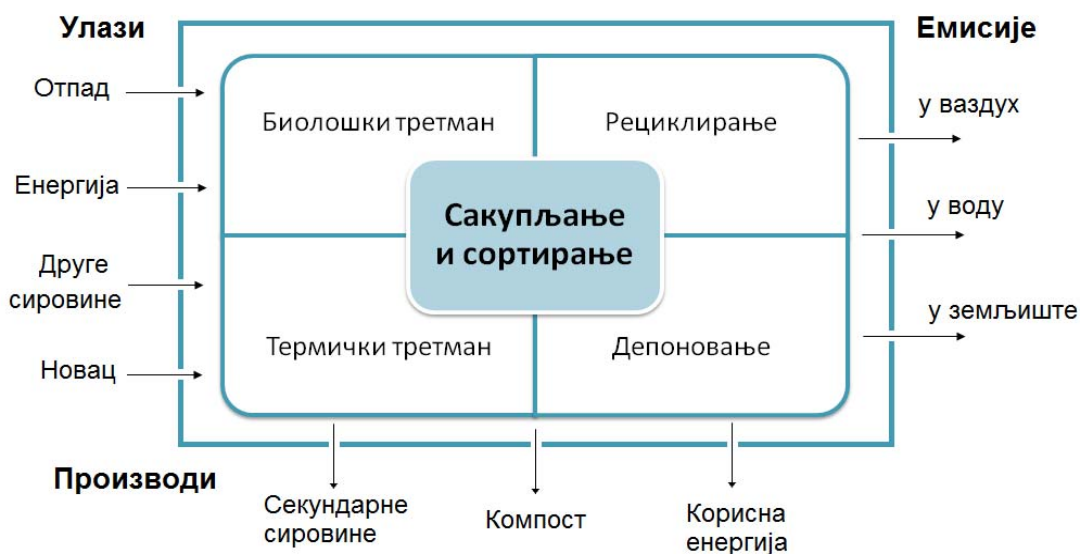 Улази
Емисије
Отпад
Енергија
Друге
сировине
Новац
Биолошки третман
Рециклирање
Сакупљање
и сортирање
Термички третман
Депоновање
у ваздух
у воду
у земљиште
Производи
Секундарне
сировине
Компост
Корисна
енергија